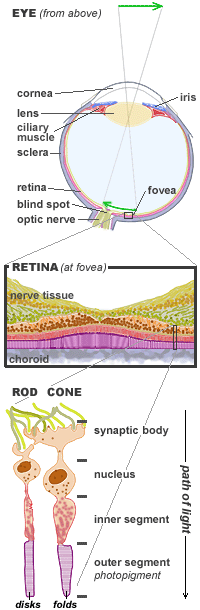 EYE (from above)
cornea
iris
lens
ciliary
muscle
sclera
retina
fovea
blind spot
optic nerve
RETINA (at fovea)
nerve tissue
choroid
ROD CONE
synaptic body
nucleus
inner segment
outer segment
photopigment
path of light
disks folds